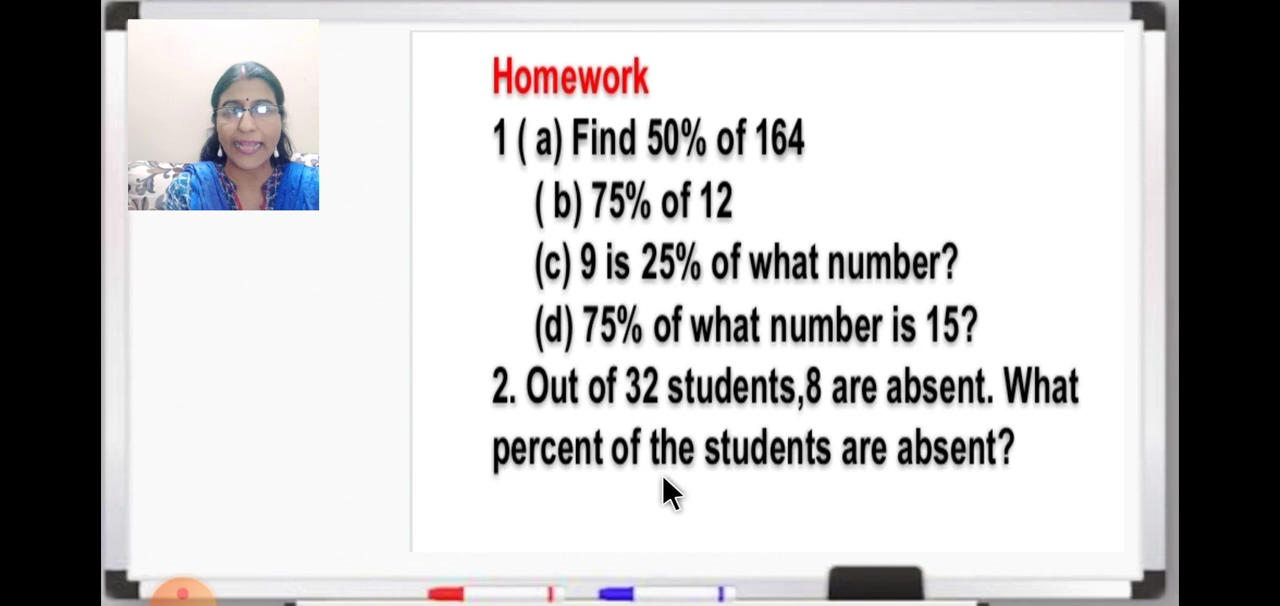 Homework
1 ( a) Find 50% of 164
( b) 75% of 12
(c) 9 is 25% of what number?
(d) 75% of what number is 15?
2. Out of 32 students,8 are absent. What
percent of the students are absent?